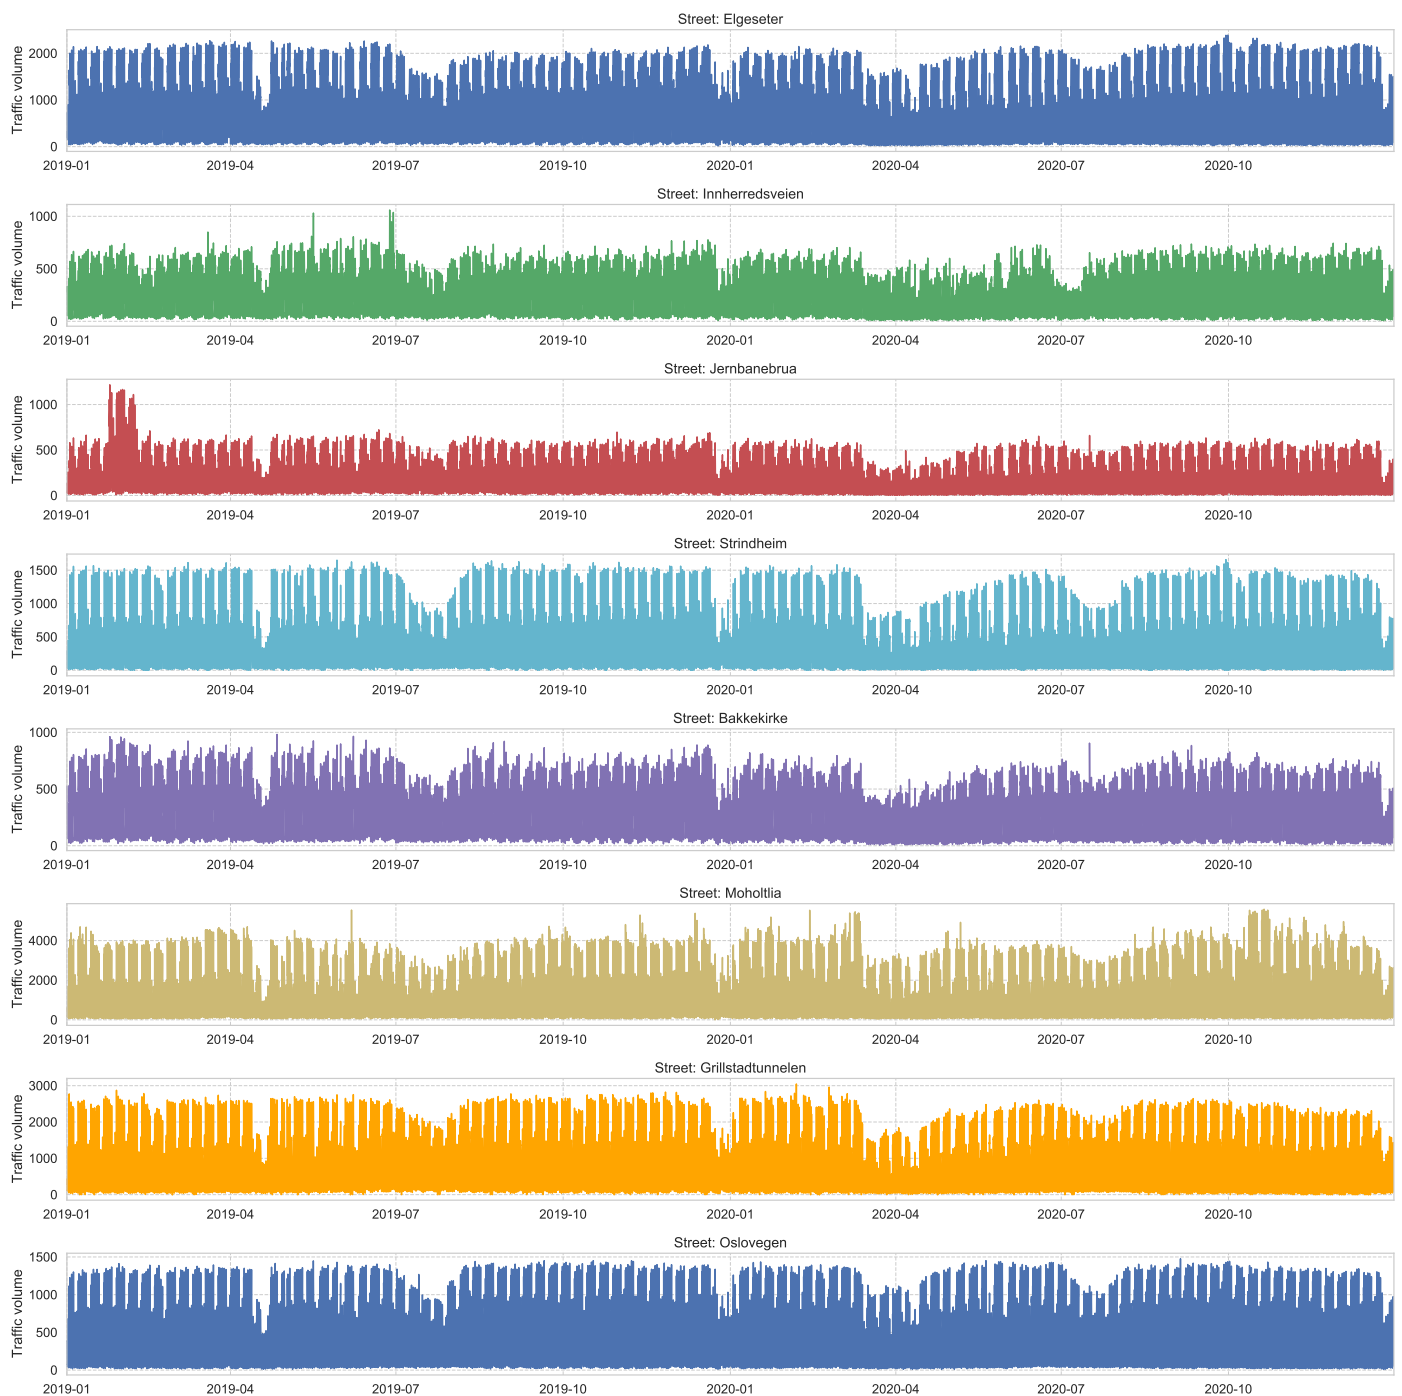 Street: Elgeseter
Traffic volume
2000
1000
0
2019-01 2019-04 2019-07 2019-10 2020-01 2020-04 2020-07 2020-10
Street: Innherredsveien
Traffic volume
1000
500
0
2019-01 2019-04 2019-07 2019-10 2020-01 2020-04 2020-07 2020-10
Street: Jernbanebrua
Traffic volume
1000
500
0
2019-01 2019-04 2019-07 2019-10 2020-01 2020-04 2020-07 2020-10
Street: Strindheim
Traffic volume
1500
1000
500
0
2019-01 2019-04 2019-07 2019-10 2020-01 2020-04 2020-07 2020-10
Street: Bakkekirke
Traffic volume
1000
500
0
2019-01 2019-04 2019-07 2019-10 2020-01 2020-04 2020-07 2020-10
Street: Moholtlia
Traffic volume
4000
2000
0
2019-01 2019-04 2019-07 2019-10 2020-01 2020-04 2020-07 2020-10
Street: Grillstadtunnelen
Traffic volume
3000
2000
1000
0
2019-01 2019-04 2019-07 2019-10 2020-01 2020-04 2020-07 2020-10
Street: Oslovegen
Traffic volume
1500
1000
500
0
2019-01 2019-04 2019-07 2019-10 2020-01 2020-04 2020-07 2020-10